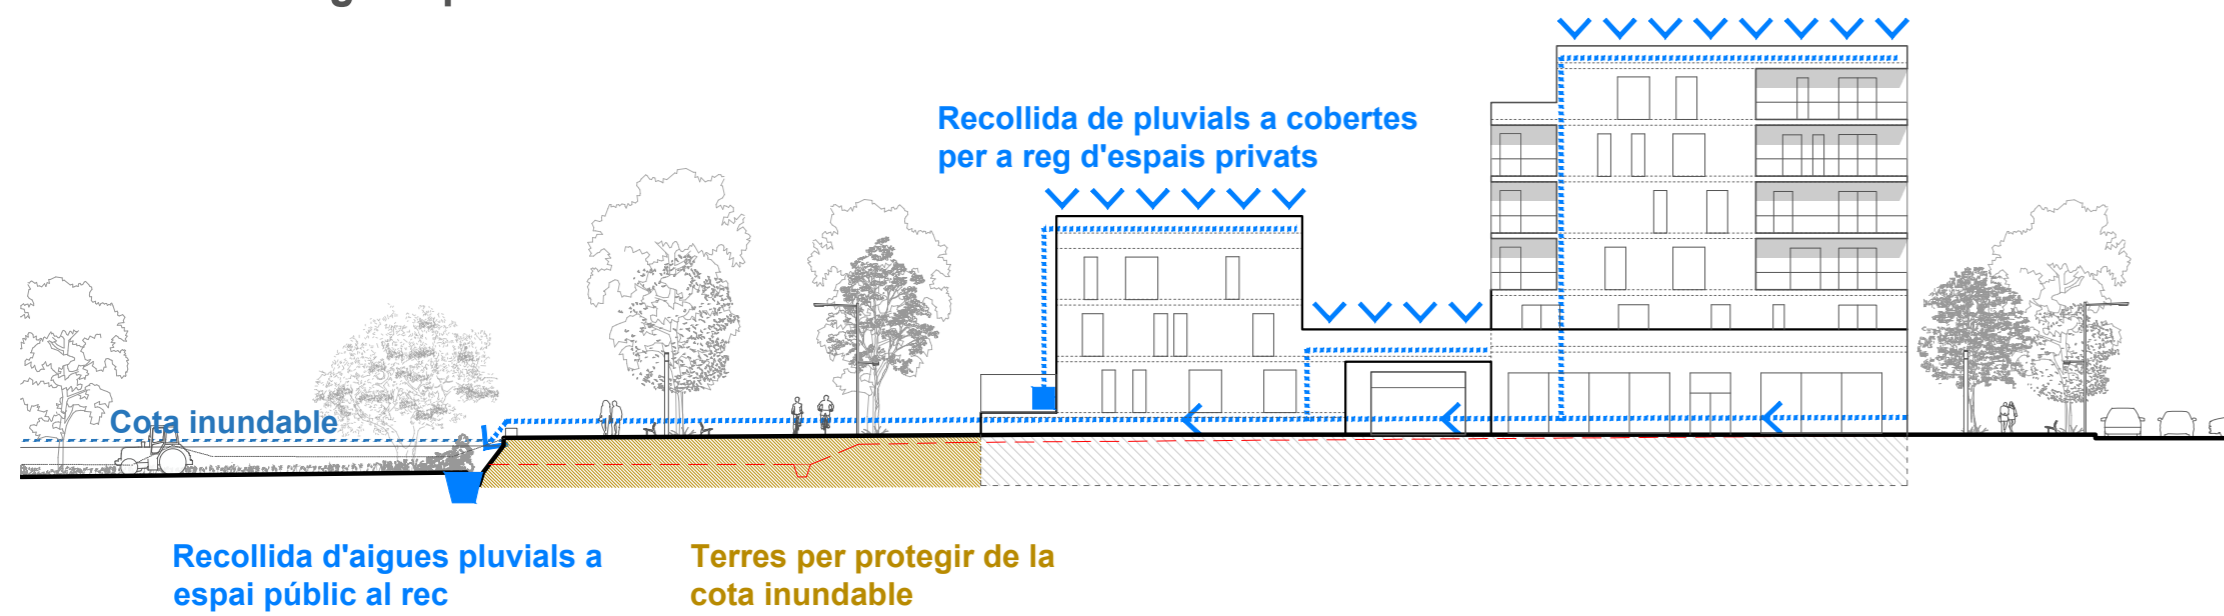 Recollida de pluvials a cobertes
per a reg d'espais privats
Cota inundable
Recollida d'aigues pluvials a
espai públic al rec
Terres per protegir de la
cota inundable